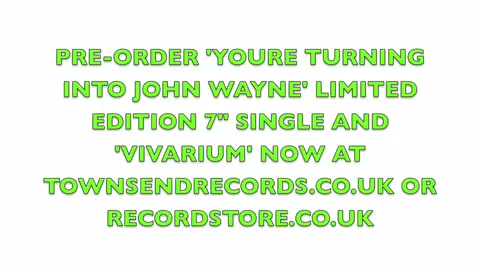 PRE-ORDER 'YOURE TURNING
INTO JOHN WAYNE' LIMITED
EDITION 7" SINGLE AND
'VIVARIUM' NOW AT
TOWNSENDRECORDS.CO.UK OR
RECORDSTORE.CO.UK